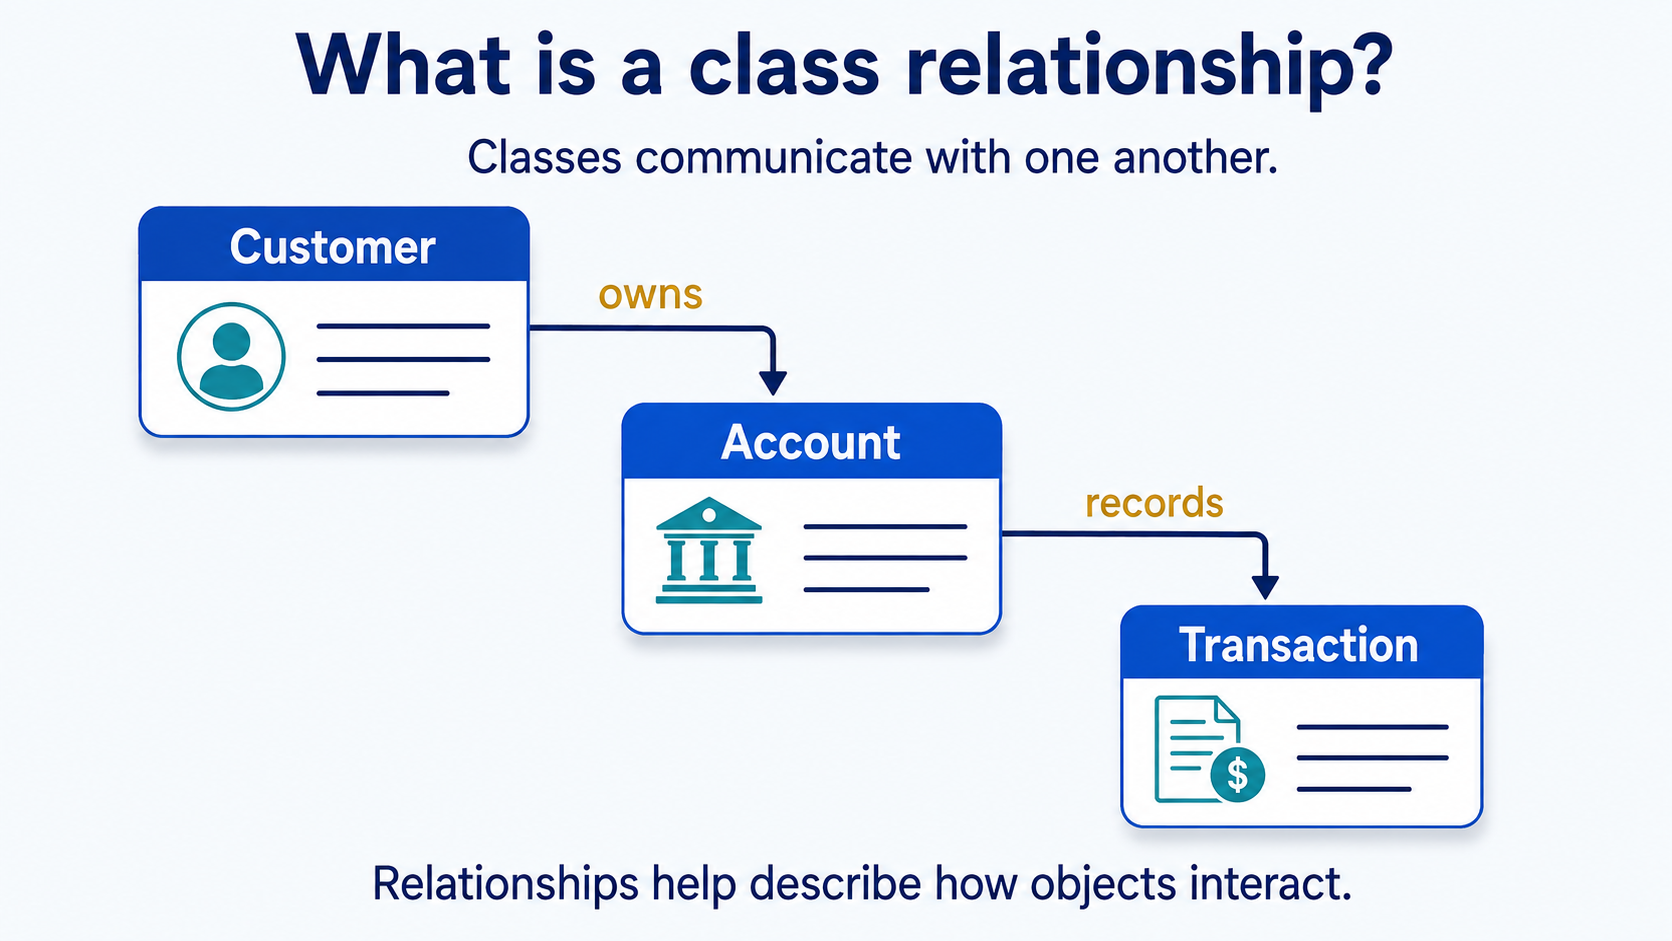 What is a class relationship?
Classes communicate with one another.
Customer
owns
Account
records
Transaction
$
Relationships help describe how objects interact.